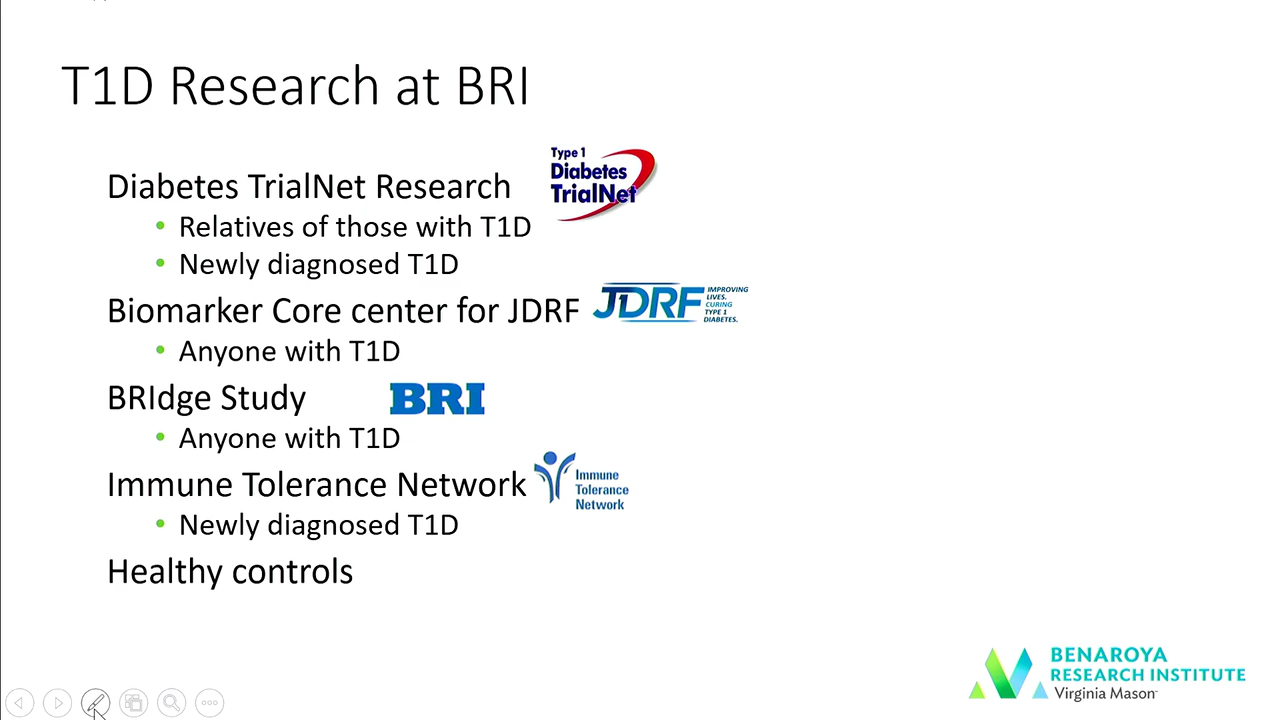 T1D Research at BRI
Diabetes TrialNet Research
Type 1
Diabetes
TrialNet
• Relatives of those with T1D
• Newly diagnosed T1D
Biomarker Core center for JDRF
JDRF
IMPROVING
LIVES.
CURING
TYPE 1
DIABETES.
• Anyone with T1D
BRIdge Study
BRI
• Anyone with T1D
Immune Tolerance Network
Immune
Tolerance
Network
• Newly diagnosed T1D
Healthy controls
BENAROYA
RESEARCH INSTITUTE
Virginia Mason